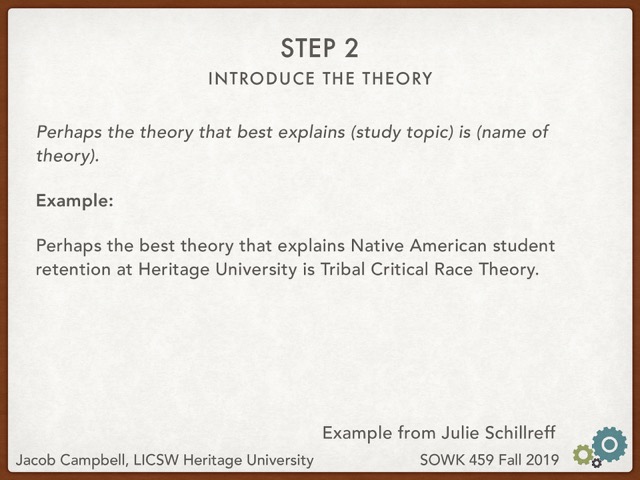 STEP 2
INTRODUCE THE THEORY
Perhaps the theory that best explains (study topic) is (name of
theory).
Example:
Perhaps the best theory that explains Native American student
retention at Heritage University is Tribal Critical Race Theory.
Example from Julie Schillreff
Jacob Campbell, LICSW Heritage University
SOWK 459 Fall 2019